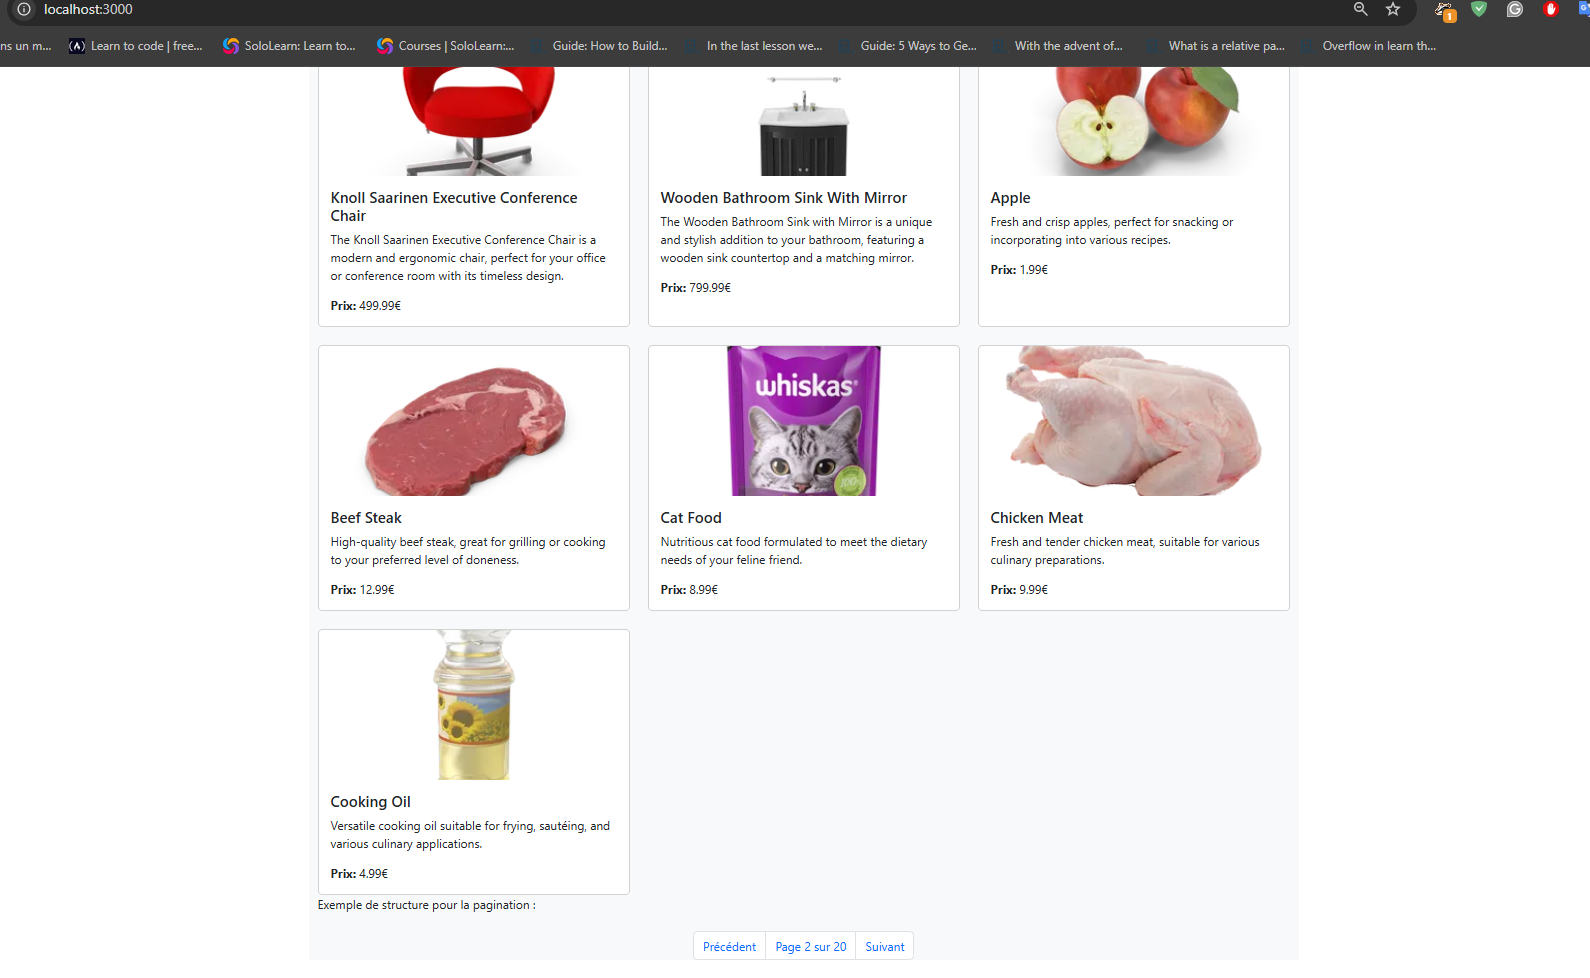 localhost:3000
1
ns un m...
Learn to code | free...
SoloLearn: Learn to...
Courses | SoloLearn:...
Guide: How to Build...
In the last lesson we...
Guide: 5 Ways to Ge...
With the advent of...
What is a relative pa...
Overflow in learn th...
Knoll Saarinen Executive Conference
Chair
The Knoll Saarinen Executive Conference Chair is a
modern and ergonomic chair, perfect for your office
or conference room with its timeless design.
Prix: 499.99€
Wooden Bathroom Sink With Mirror
The Wooden Bathroom Sink with Mirror is a unique
and stylish addition to your bathroom, featuring a
wooden sink countertop and a matching mirror.
Prix: 799.99€
Apple
Fresh and crisp apples, perfect for snacking or
incorporating into various recipes.
Prix: 1.99€
Beef Steak
High-quality beef steak, great for grilling or cooking
to your preferred level of doneness.
Prix: 12.99€
whiskas
100%
Cat Food
Nutritious cat food formulated to meet the dietary
needs of your feline friend.
Prix: 8.99€
Chicken Meat
Fresh and tender chicken meat, suitable for various
culinary preparations.
Prix: 9.99€
Cooking Oil
Versatile cooking oil suitable for frying, sautéing, and
various culinary applications.
Prix: 4.99€
Exemple de structure pour la pagination :
Précédent
Page 2 sur 20
Suivant